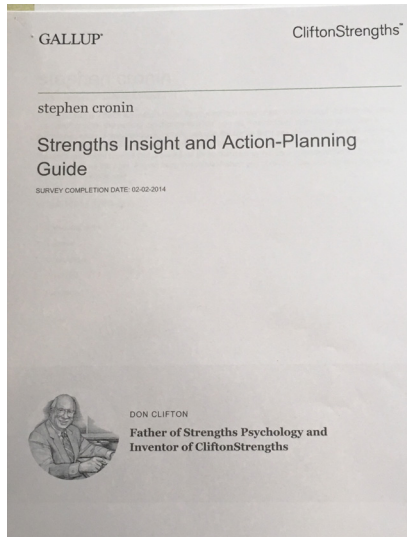 GALLUP®
CliftonStrengths™
stephen cronin
Strengths Insight and Action-Planning
Guide
SURVEY COMPLETION DATE: 02-02-2014
DON CLIFTON
Father of Strengths Psychology and
Inventor of CliftonStrengths